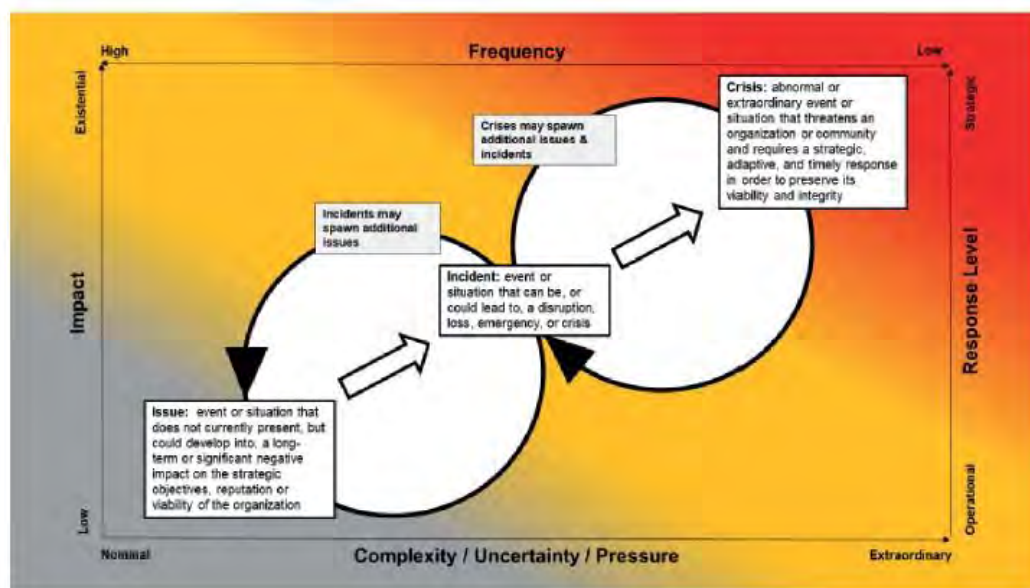 High
Frequency
Low
Existential
Strategic
Crisis: abnormal or
extraordinary event or
situation that threatens an
organization or community
and requires a strategic,
adaptive, and timely response
in order to preserve its
viability and integrity
Crises may spawn
additional issues &
incidents
Incidents may
spawn additional
issues
Incident: event or
situation that can be, or
could lead to, a disruption,
loss, emergency, or crisis
Impact
Response Level
Issue: event or situation that
does not currently present, but
could develop into, a long-
term or significant negative
impact on the strategic
objectives, reputation or
viability of the organization
Low
Operational
Nominal
Complexity / Uncertainty / Pressure
Extraordinary